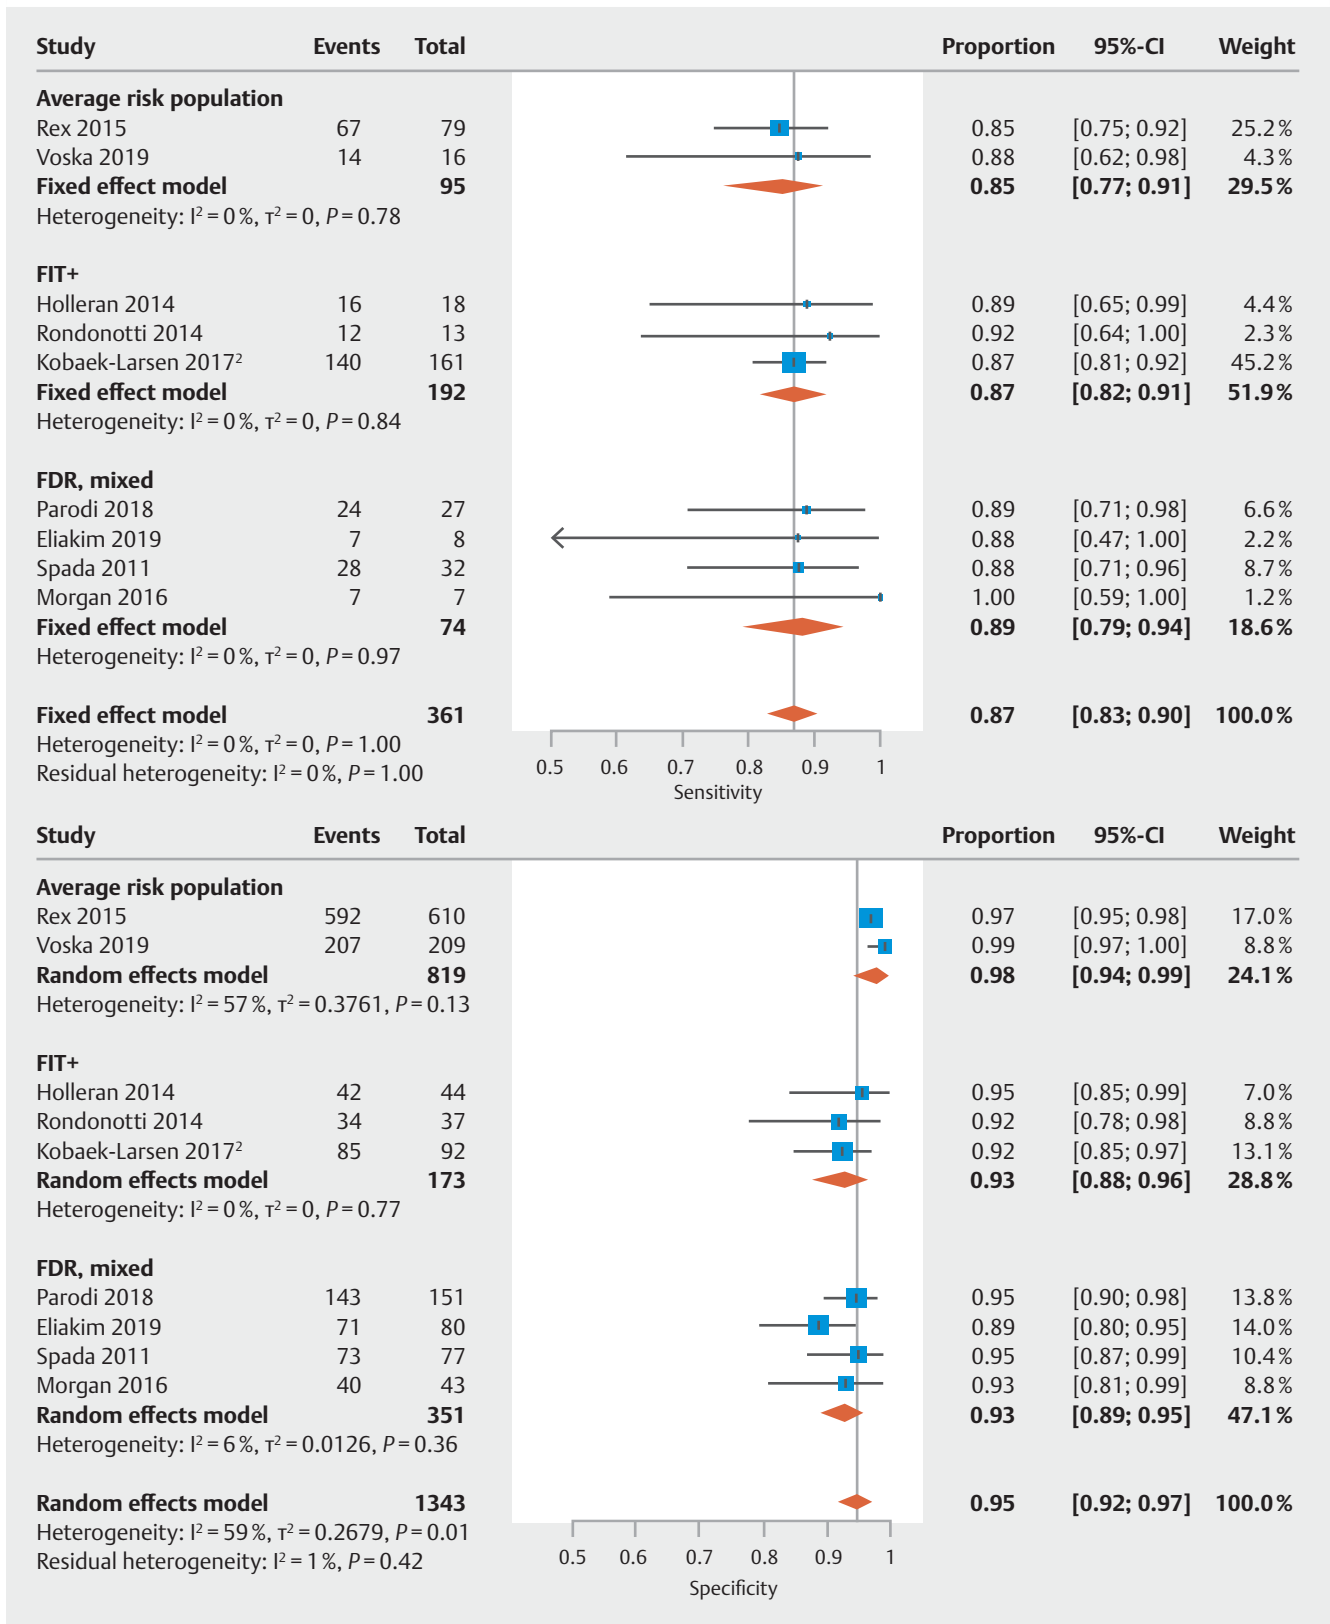 Study Events Total Proportion 95%-CI Weight
Average risk population
Rex 2015 67 79 0.85 [0.75; 0.92] 25.2%
Voska 2019 14 16 0.88 [0.62; 0.98] 4.3%
Fixed effect model 95 0.85 [0.77; 0.91] 29.5%
Heterogeneity: I² = 0%, τ² = 0, P = 0.78
FIT+
Holleran 2014 16 18 0.89 [0.65; 0.99] 4.4%
Rondonotti 2014 12 13 0.92 [0.64; 1.00] 2.3%
Kobaek-Larsen 2017² 140 161 0.87 [0.81; 0.92] 45.2%
Fixed effect model 192 0.87 [0.82; 0.91] 51.9%
Heterogeneity: I² = 0%, τ² = 0, P = 0.84
FDR, mixed
Parodi 2018 24 27 0.89 [0.71; 0.98] 6.6%
Eliakim 2019 7 8 0.88 [0.47; 1.00] 2.2%
Spada 2011 28 32 0.88 [0.71; 0.96] 8.7%
Morgan 2016 7 7 1.00 [0.59; 1.00] 1.2%
Fixed effect model 74 0.89 [0.79; 0.94] 18.6%
Heterogeneity: I² = 0%, τ² = 0, P = 0.97
Fixed effect model 361 0.87 [0.83; 0.90] 100.0%
Heterogeneity: I² = 0%, τ² = 0, P = 1.00
Residual heterogeneity: I² = 0%, P = 1.00
0.5 0.6 0.7 0.8 0.9 1
Sensitivity
Study Events Total Proportion 95%-CI Weight
Average risk population
Rex 2015 592 610 0.97 [0.95; 0.98] 17.0%
Voska 2019 207 209 0.99 [0.97; 1.00] 8.8%
Random effects model 819 0.98 [0.94; 0.99] 24.1%
Heterogeneity: I² = 57%, τ² = 0.3761, P = 0.13
FIT+
Holleran 2014 42 44 0.95 [0.85; 0.99] 7.0%
Rondonotti 2014 34 37 0.92 [0.78; 0.98] 8.8%
Kobaek-Larsen 2017² 85 92 0.92 [0.85; 0.97] 13.1%
Random effects model 173 0.93 [0.88; 0.96] 28.8%
Heterogeneity: I² = 0%, τ² = 0, P = 0.77
FDR, mixed
Parodi 2018 143 151 0.95 [0.90; 0.98] 13.8%
Eliakim 2019 71 80 0.89 [0.80; 0.95] 14.0%
Spada 2011 73 77 0.95 [0.87; 0.99] 10.4%
Morgan 2016 40 43 0.93 [0.81; 0.99] 8.8%
Random effects model 351 0.93 [0.89; 0.95] 47.1%
Heterogeneity: I² = 6%, τ² = 0.0126, P = 0.36
Random effects model 1343 0.95 [0.92; 0.97] 100.0%
Heterogeneity: I² = 59%, τ² = 0.2679, P = 0.01
Residual heterogeneity: I² = 1%, P = 0.42
0.5 0.6 0.7 0.8 0.9 1
Specificity